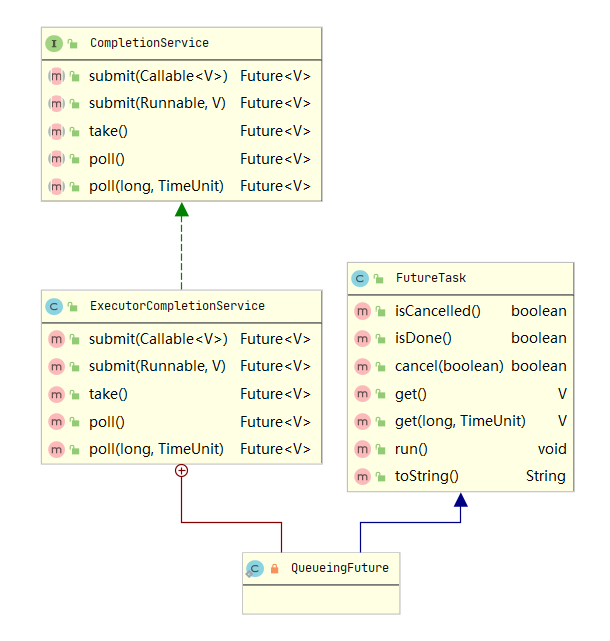 I CompletionService
m submit(Callable<V>) Future<V>
m submit(Runnable, V) Future<V>
m take() Future<V>
m poll() Future<V>
m poll(long, TimeUnit) Future<V>
C ExecutorCompletionService
m submit(Callable<V>) Future<V>
m submit(Runnable, V) Future<V>
m take() Future<V>
m poll() Future<V>
m poll(long, TimeUnit) Future<V>
C FutureTask
m isCancelled() boolean
m isDone() boolean
m cancel(boolean) boolean
m get() V
m get(long, TimeUnit) V
m run() void
m toString() String
C QueueingFuture